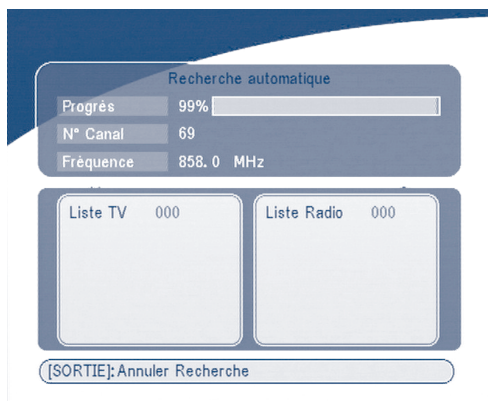 Recherche automatique
Progrès 99%
N° Canal 69
Fréquence 858.0 MHz
Liste TV 000
Liste Radio 000
[SORTIE]: Annuler Recherche